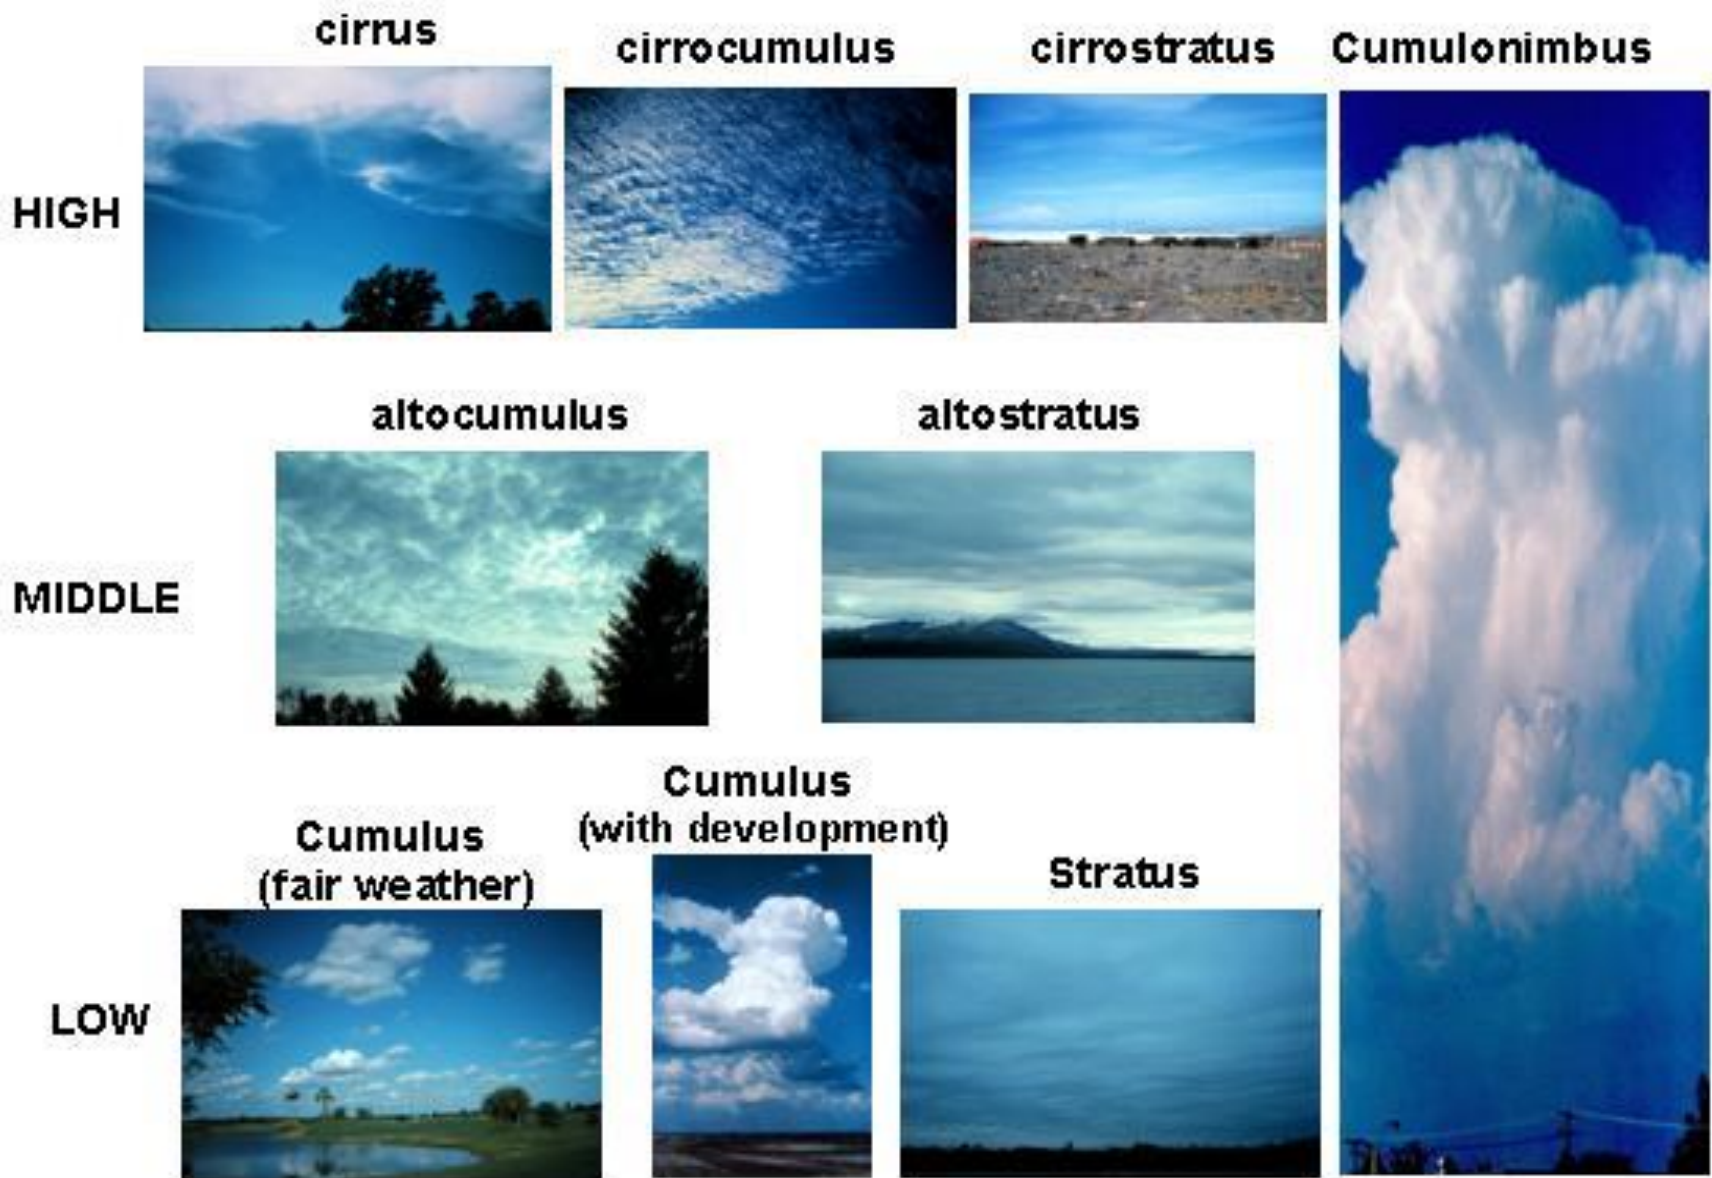 cirrus
cirrocumulus
cirrostratus
Cumulonimbus
HIGH
altocumulus
altostratus
MIDDLE
Cumulus
(with development)
Cumulus
(fair weather)
Stratus
LOW